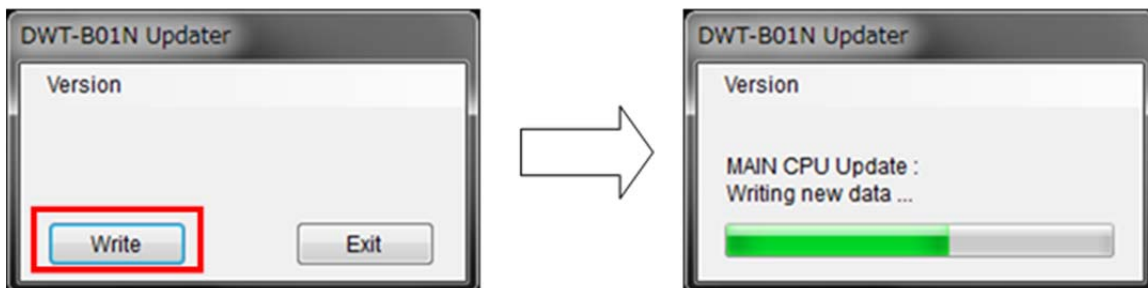 DWT-B01N Updater
Version
Write
Exit
DWT-B01N Updater
Version
MAIN CPU Update :
Writing new data ...